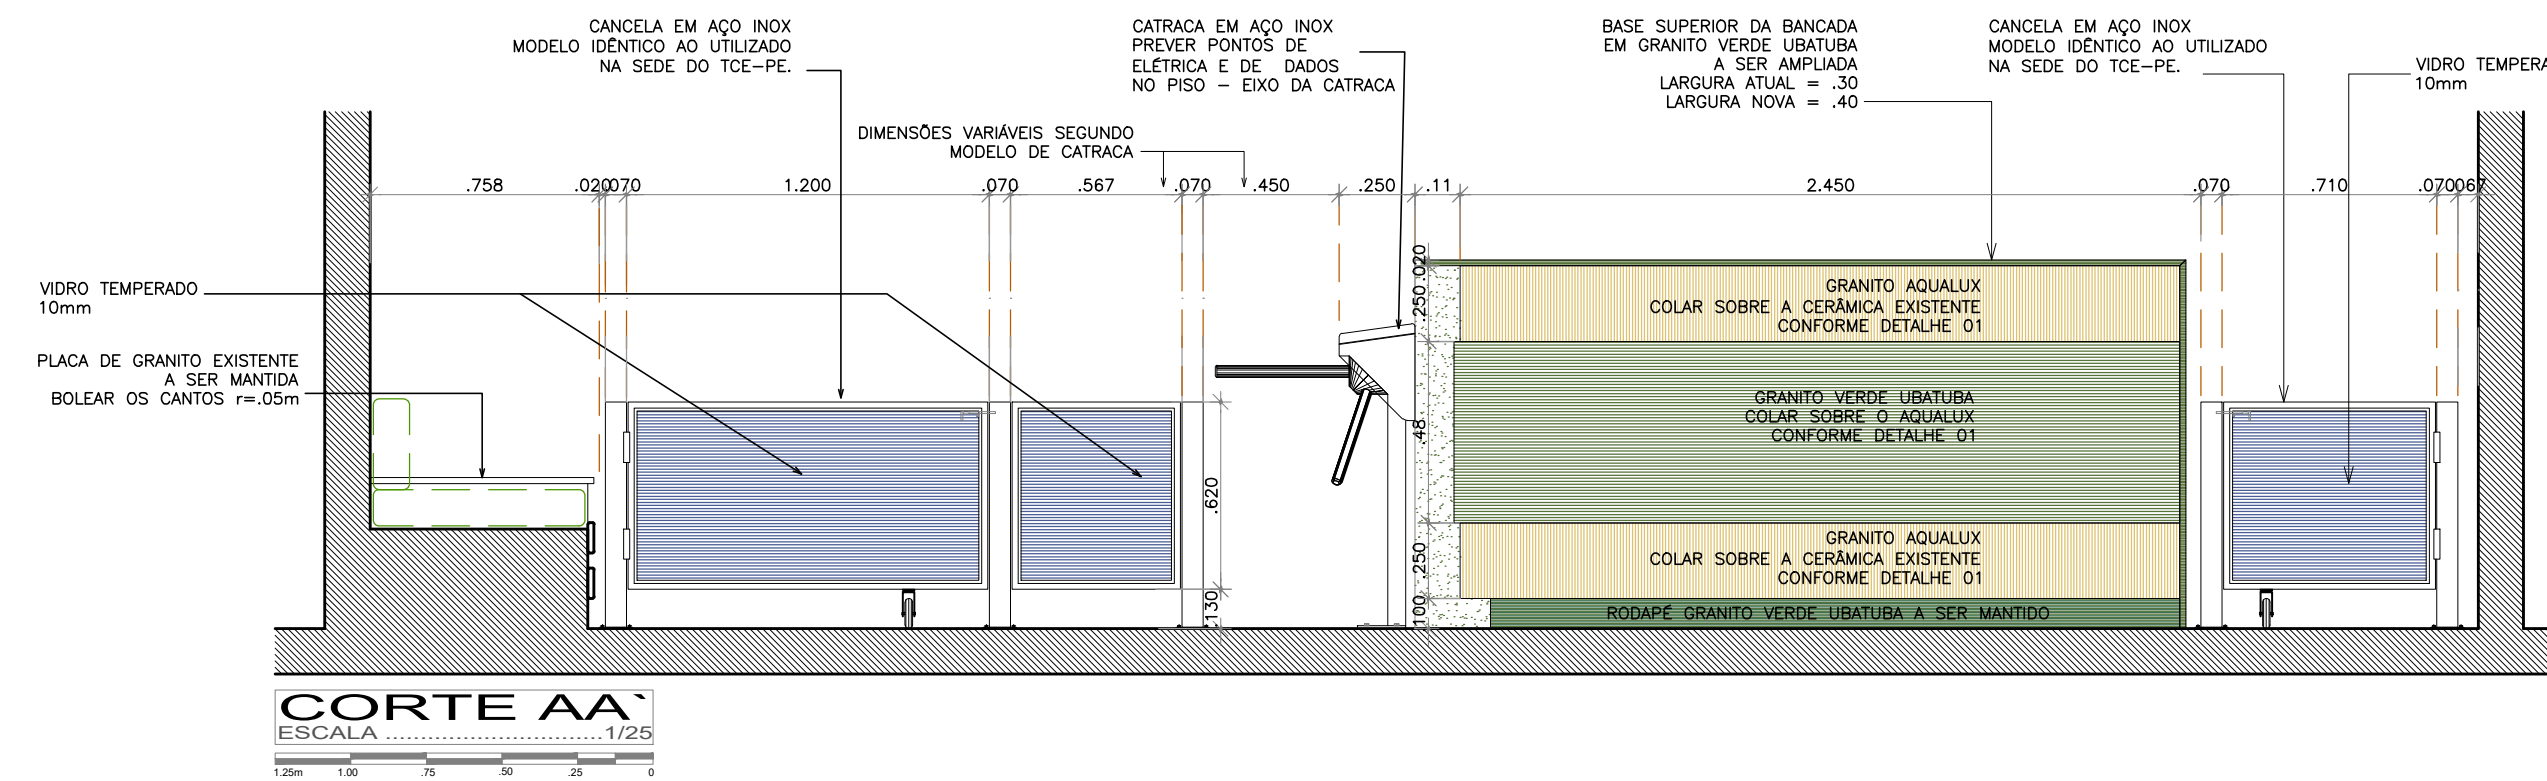 CANCELA EM AÇO INOX
MODELO IDÊNTICO AO UTILIZADO
NA SEDE DO TCE-PE.
CATRACA EM AÇO INOX
PREVER PONTOS DE
ELÉTRICA E DE DADOS
NO PISO - EIXO DA CATRACA
BASE SUPERIOR DA BANCADA
EM GRANITO VERDE UBATUBA
A SER AMPLIADA
LARGURA ATUAL = .30
LARGURA NOVA = .40
CANCELA EM AÇO INOX
MODELO IDÊNTICO AO UTILIZADO
NA SEDE DO TCE-PE.
VIDRO TEMPERA
10mm
DIMENSÕES VARIÁVEIS SEGUNDO
MODELO DE CATRACA
.758 .020 .070 1.200 .070 .567 .070 .450 .250 .11 2.450 .070 .710 .070 .067
VIDRO TEMPERADO
10mm
PLACA DE GRANITO EXISTENTE
A SER MANTIDA
BOLEAR OS CANTOS r=.05m
.620
.130
.020
.250
.48
.250
.100
GRANITO AQUALUX
COLAR SOBRE A CERÂMICA EXISTENTE
CONFORME DETALHE 01
GRANITO VERDE UBATUBA
COLAR SOBRE O AQUALUX
CONFORME DETALHE 01
GRANITO AQUALUX
COLAR SOBRE A CERÂMICA EXISTENTE
CONFORME DETALHE 01
RODAPÉ GRANITO VERDE UBATUBA A SER MANTIDO
CORTE AA`
ESCALA ...............................1/25
1.25m 1.00 .75 .50 .25 0